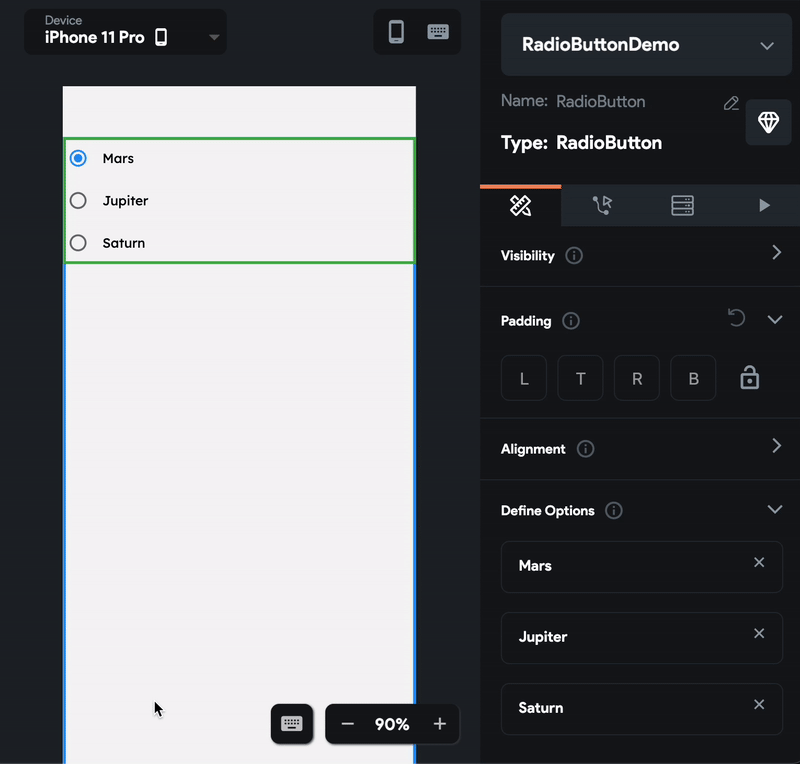 Device
iPhone 11 Pro
Mars
Jupiter
Saturn
90%
RadioButtonDemo
Name: RadioButton
Type: RadioButton
Visibility
Padding
L T R B
Alignment
Define Options
Mars
Jupiter
Saturn